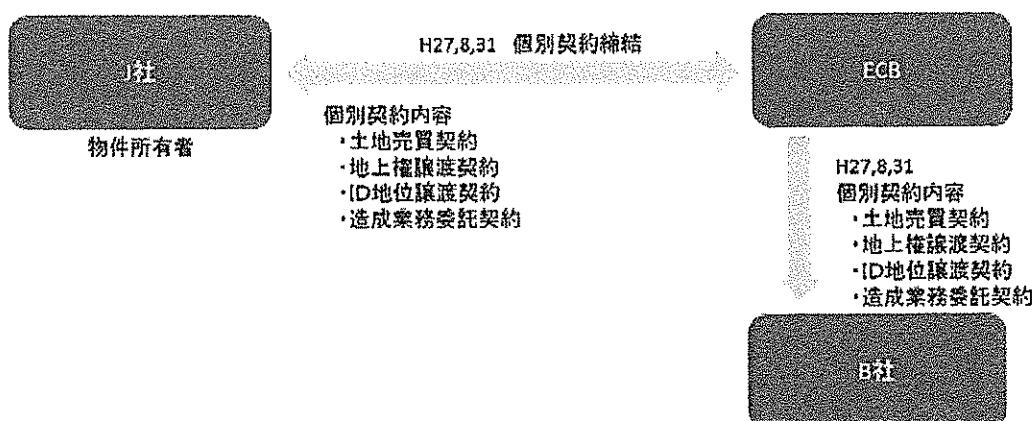 J社
物件所有者
H27,8,31 個別契約締結
個別契約内容
・土地売買契約
・地上権譲渡契約
・ID地位譲渡契約
・造成業務委託契約
ECB
H27,8,31
個別契約内容
・土地売買契約
・地上権譲渡契約
・ID地位譲渡契約
・造成業務委託契約
B社